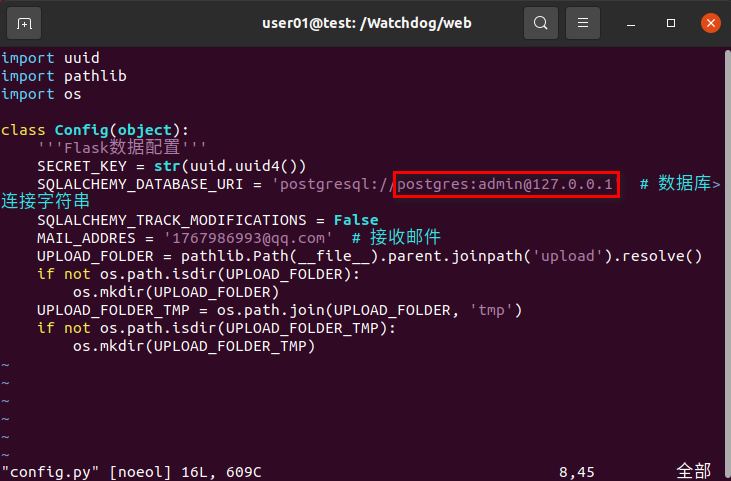 user01@test: /Watchdog/web
import uuid
import pathlib
import os
class Config(object):
'''Flask数据配置'''
SECRET_KEY = str(uuid.uuid4())
SQLALCHEMY_DATABASE_URI = 'postgresql://postgres:admin@127.0.0.1' # 数据库>
连接字符串
SQLALCHEMY_TRACK_MODIFICATIONS = False
MAIL_ADDRES = '1767986993@qq.com' # 接收邮件
UPLOAD_FOLDER = pathlib.Path(__file__).parent.joinpath('upload').resolve()
if not os.path.isdir(UPLOAD_FOLDER):
os.mkdir(UPLOAD_FOLDER)
UPLOAD_FOLDER_TMP = os.path.join(UPLOAD_FOLDER, 'tmp')
if not os.path.isdir(UPLOAD_FOLDER_TMP):
os.mkdir(UPLOAD_FOLDER_TMP)
~
~
~
~
~
~
"config.py" [noeol] 16L, 609C 8,45 全部